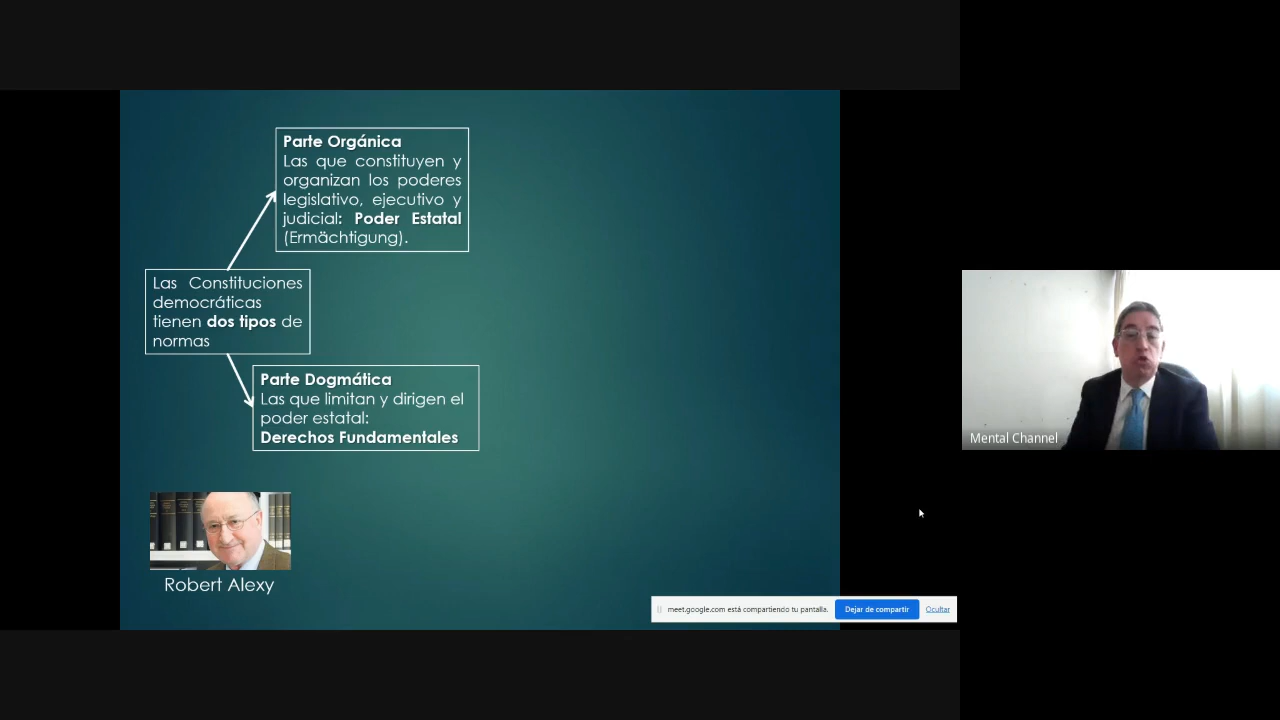 Parte Orgánica
Las que constituyen y
organizan los poderes
legislativo, ejecutivo y
judicial: Poder Estatal
(Ermächtigung).
Las Constituciones
democráticas
tienen dos tipos de
normas
Parte Dogmática
Las que limitan y dirigen el
poder estatal:
Derechos Fundamentales
Robert Alexy
meet.google.com está compartiendo tu pantalla.
Dejar de compartir
Ocultar
Mental Channel